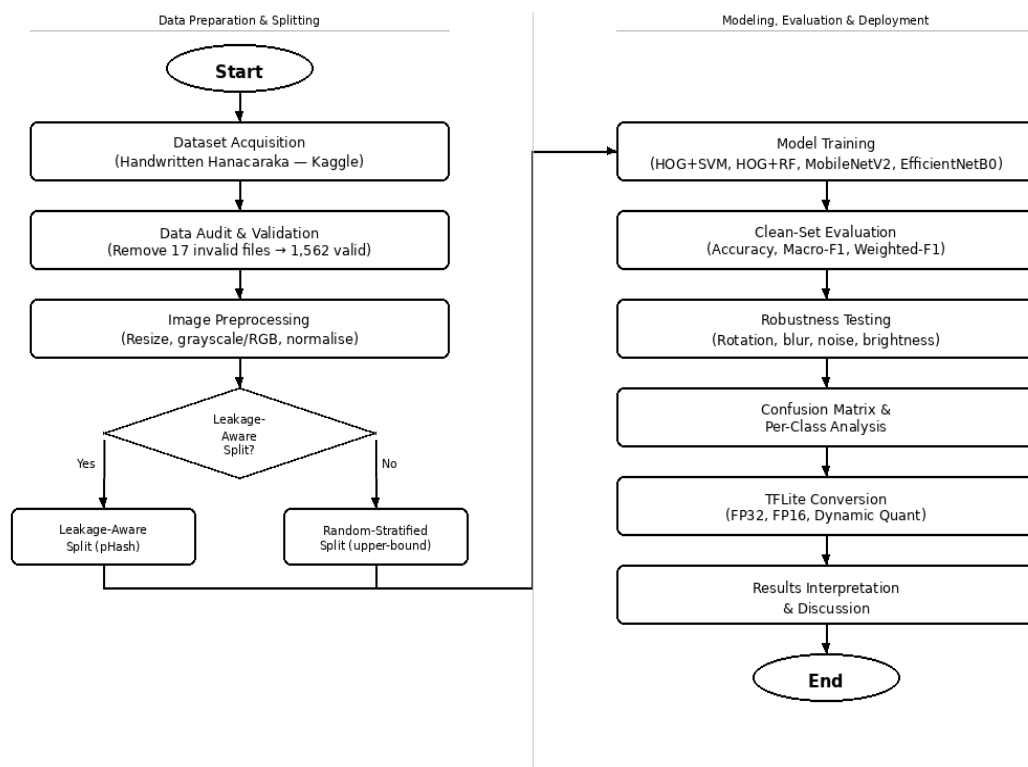 Data Preparation & Splitting
Start
Dataset Acquisition
(Handwritten Hanacaraka — Kaggle)
Data Audit & Validation
(Remove 17 invalid files → 1,562 valid)
Image Preprocessing
(Resize, grayscale/RGB, normalise)
Leakage-
Aware
Split?
Yes
No
Leakage-Aware
Split (pHash)
Random-Stratified
Split (upper-bound)
Modeling, Evaluation & Deployment
Model Training
(HOG+SVM, HOG+RF, MobileNetV2, EfficientNetB0)
Clean-Set Evaluation
(Accuracy, Macro-F1, Weighted-F1)
Robustness Testing
(Rotation, blur, noise, brightness)
Confusion Matrix &
Per-Class Analysis
TFLite Conversion
(FP32, FP16, Dynamic Quant)
Results Interpretation
& Discussion
End